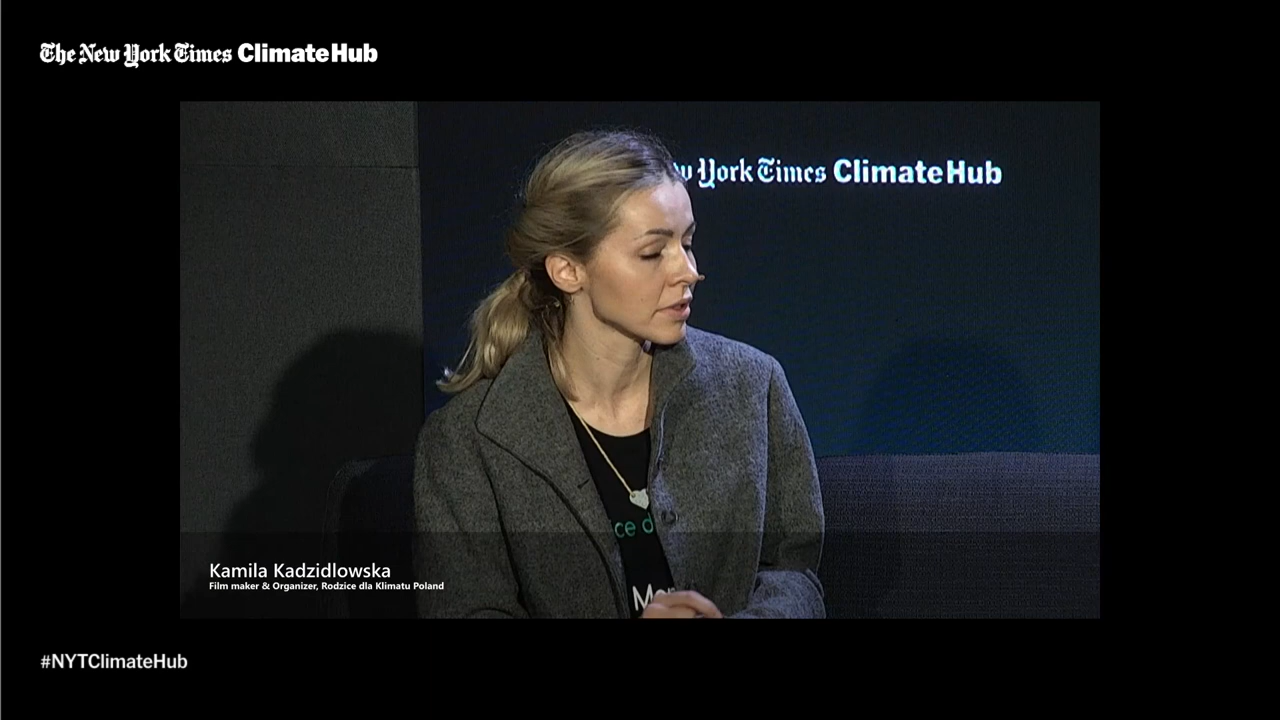 The New York Times Climate Hub
York Times Climate Hub
ce d
Kamila Kadzidlowska
Film maker & Organizer, Rodzice dla Klimatu Poland
#NYTClimateHub